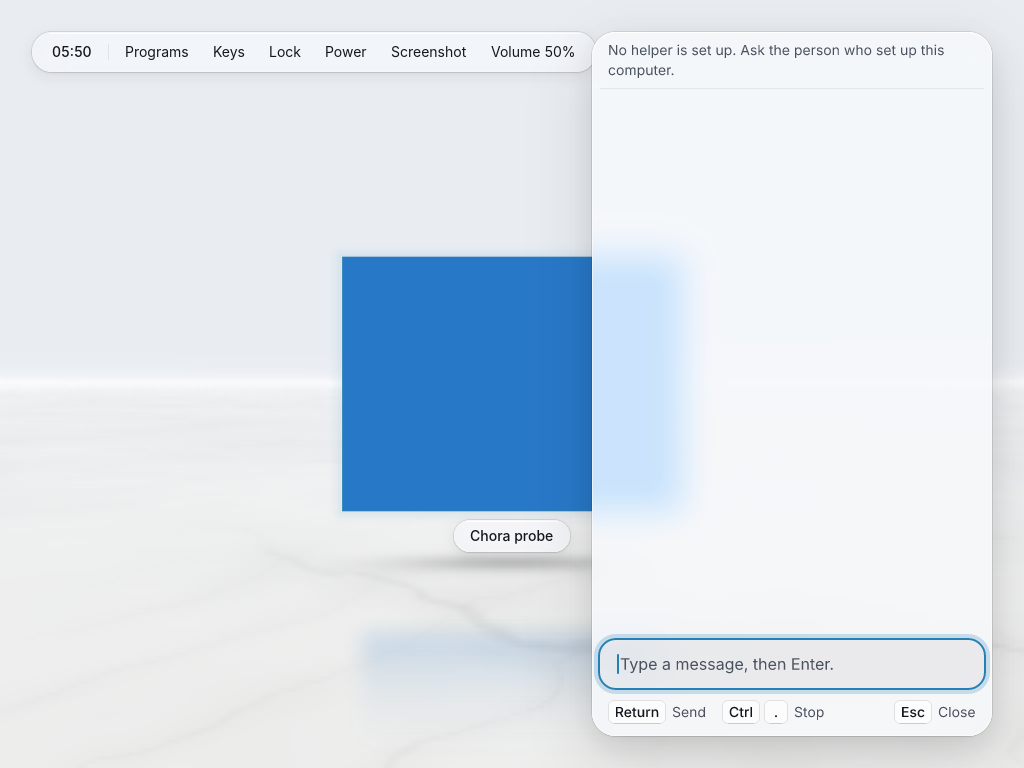 05:50 Programs Keys Lock Power Screenshot Volume 50%
No helper is set up. Ask the person who set up this
computer.
Chora probe
Type a message, then Enter.
Return Send Ctrl . Stop Esc Close